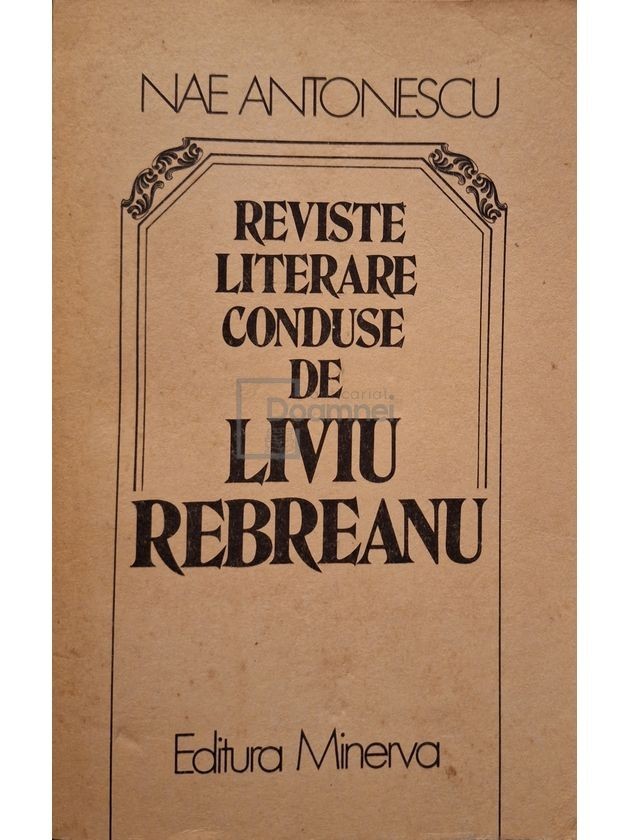 NAE ANTONESCU
REVISTE
LITERARE
CONDUSE
DE
LIVIU
REBREANU
Editura Minerva